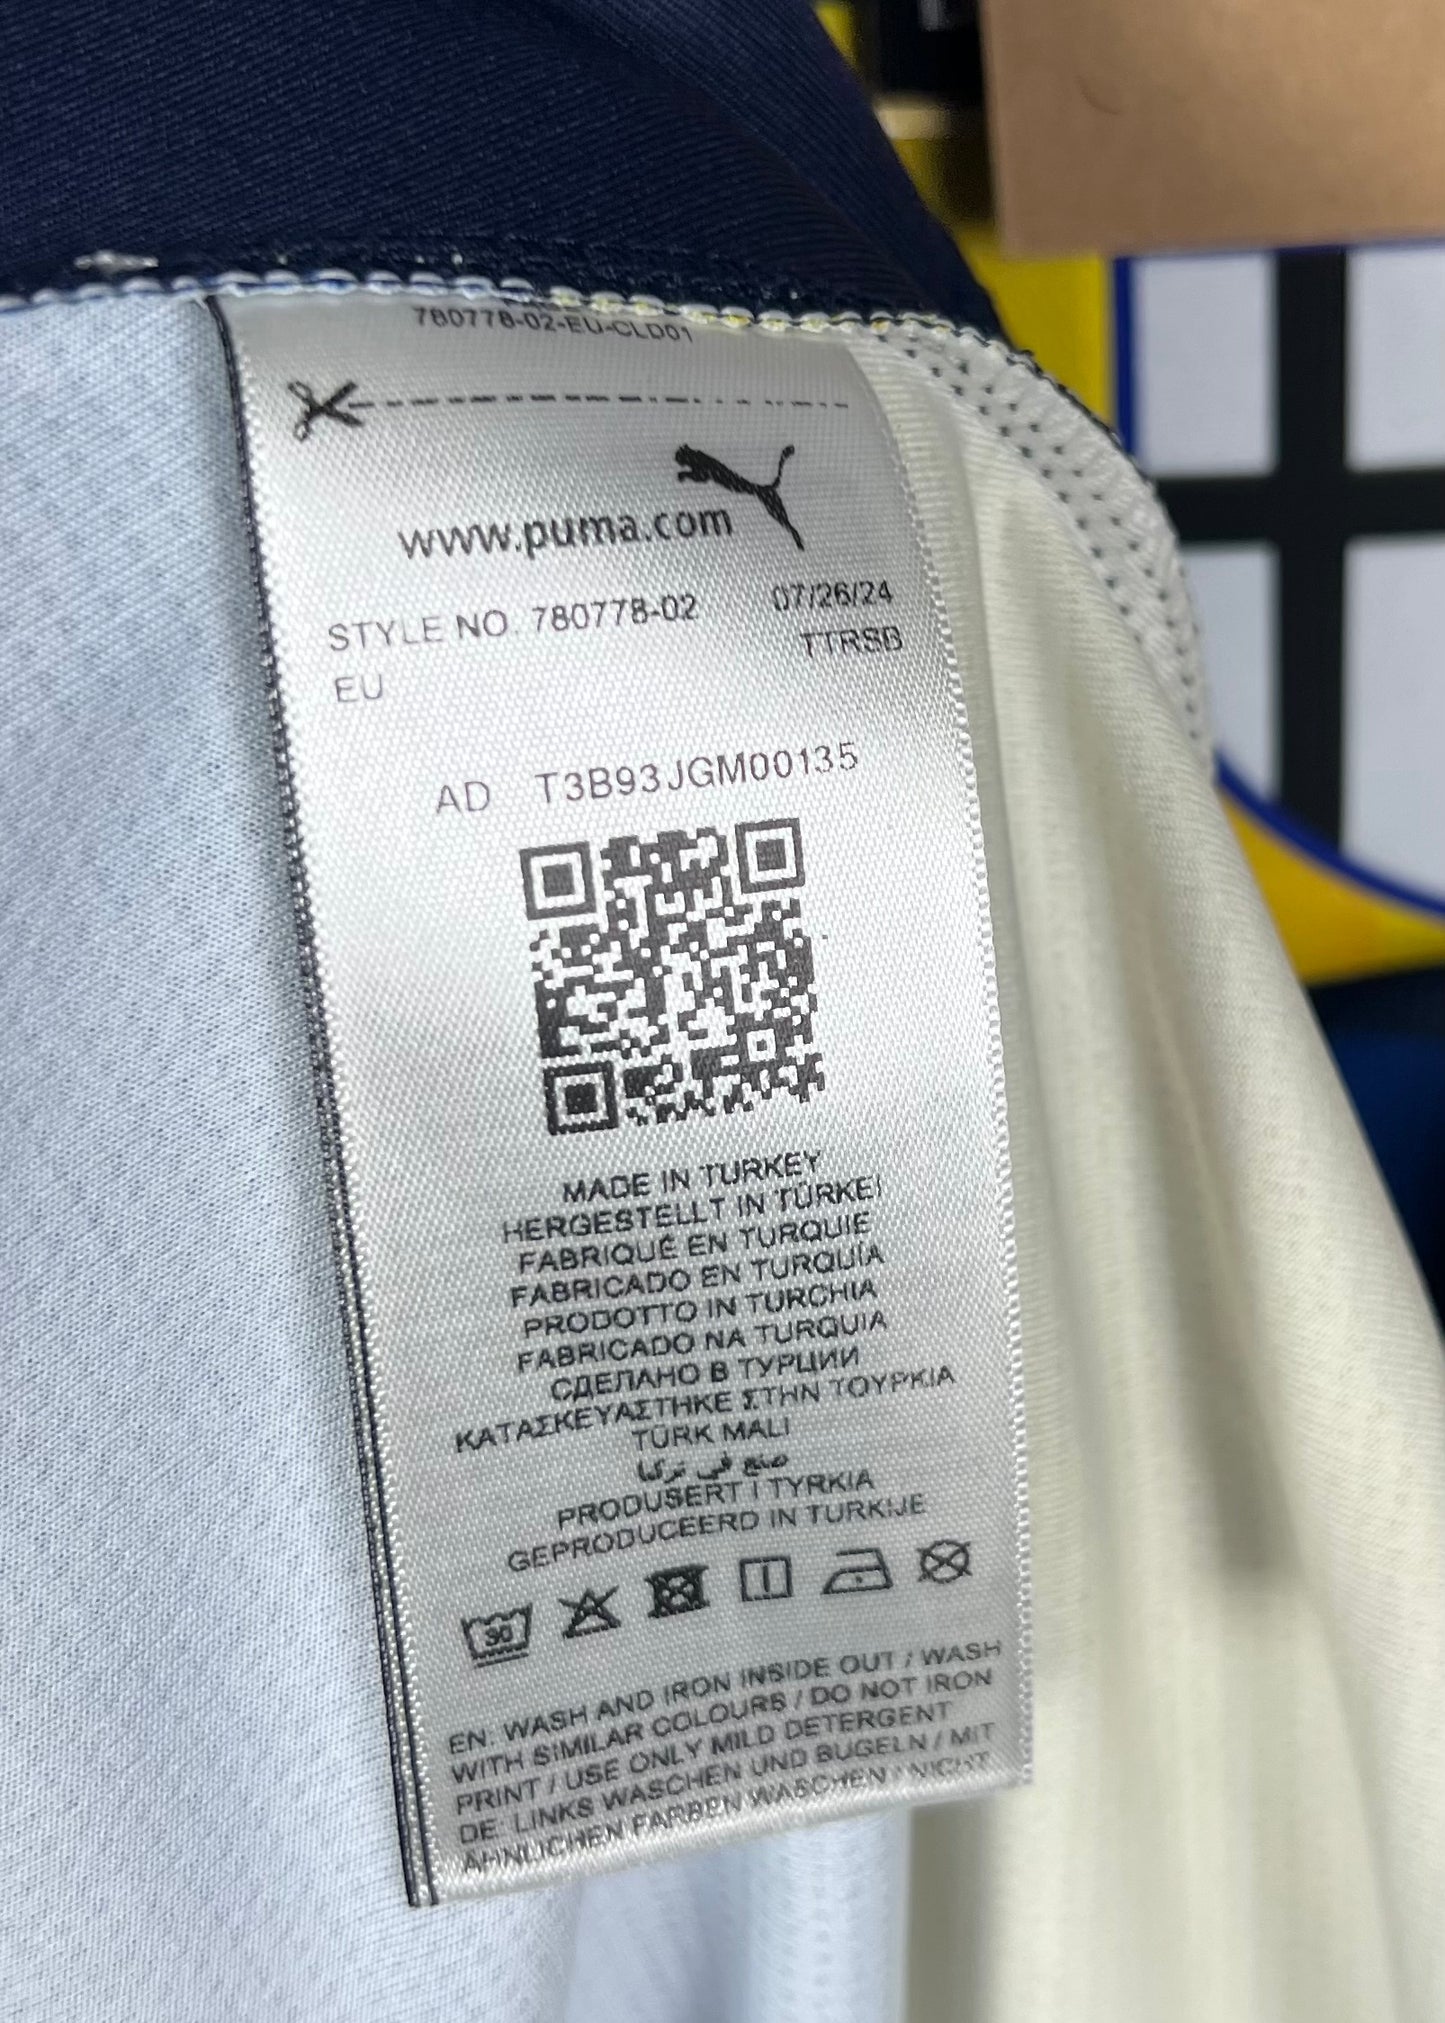 780778-02-EU-CLD01
www.puma.com
STYLE NO. 780778-02 07/26/24
EU TTRSB
AD T3B93JGM00135
MADE IN TURKEY
HERGESTELLT IN TÜRKEI
FABRIQUÉ EN TURQUIE
FABRICADO EN TURQUÍA
PRODOTTO IN TURCHIA
FABRICADO NA TURQUIA
СДЕЛАНО В ТУРЦИИ
ΚΑΤΑΣΚΕΥΑΣΤΗΚΕ ΣΤΗΝ ΤΟΥΡΚΙΑ
TÜRK MALI
صنع في تركيا
PRODUSERT I TYRKIA
GEPRODUCEERD IN TURKIJE
30
EN: WASH AND IRON INSIDE OUT / WASH
WITH SIMILAR COLOURS / DO NOT IRON
PRINT / USE ONLY MILD DETERGENT
DE: LINKS WASCHEN UND BÜGELN / MIT
ÄHNLICHEN FARBEN WASCHEN / NICHT